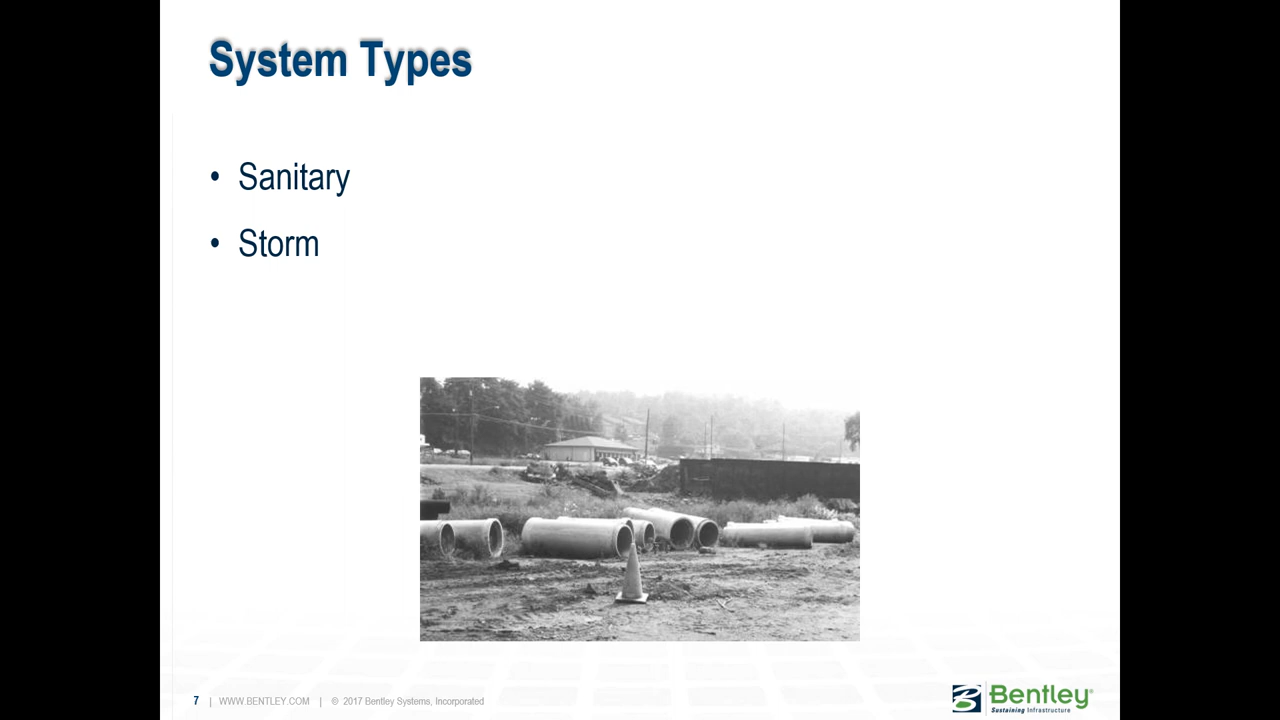 System Types
• Sanitary
• Storm
7 | WWW.BENTLEY.COM | © 2017 Bentley Systems, Incorporated
Bentley®
Sustaining Infrastructure